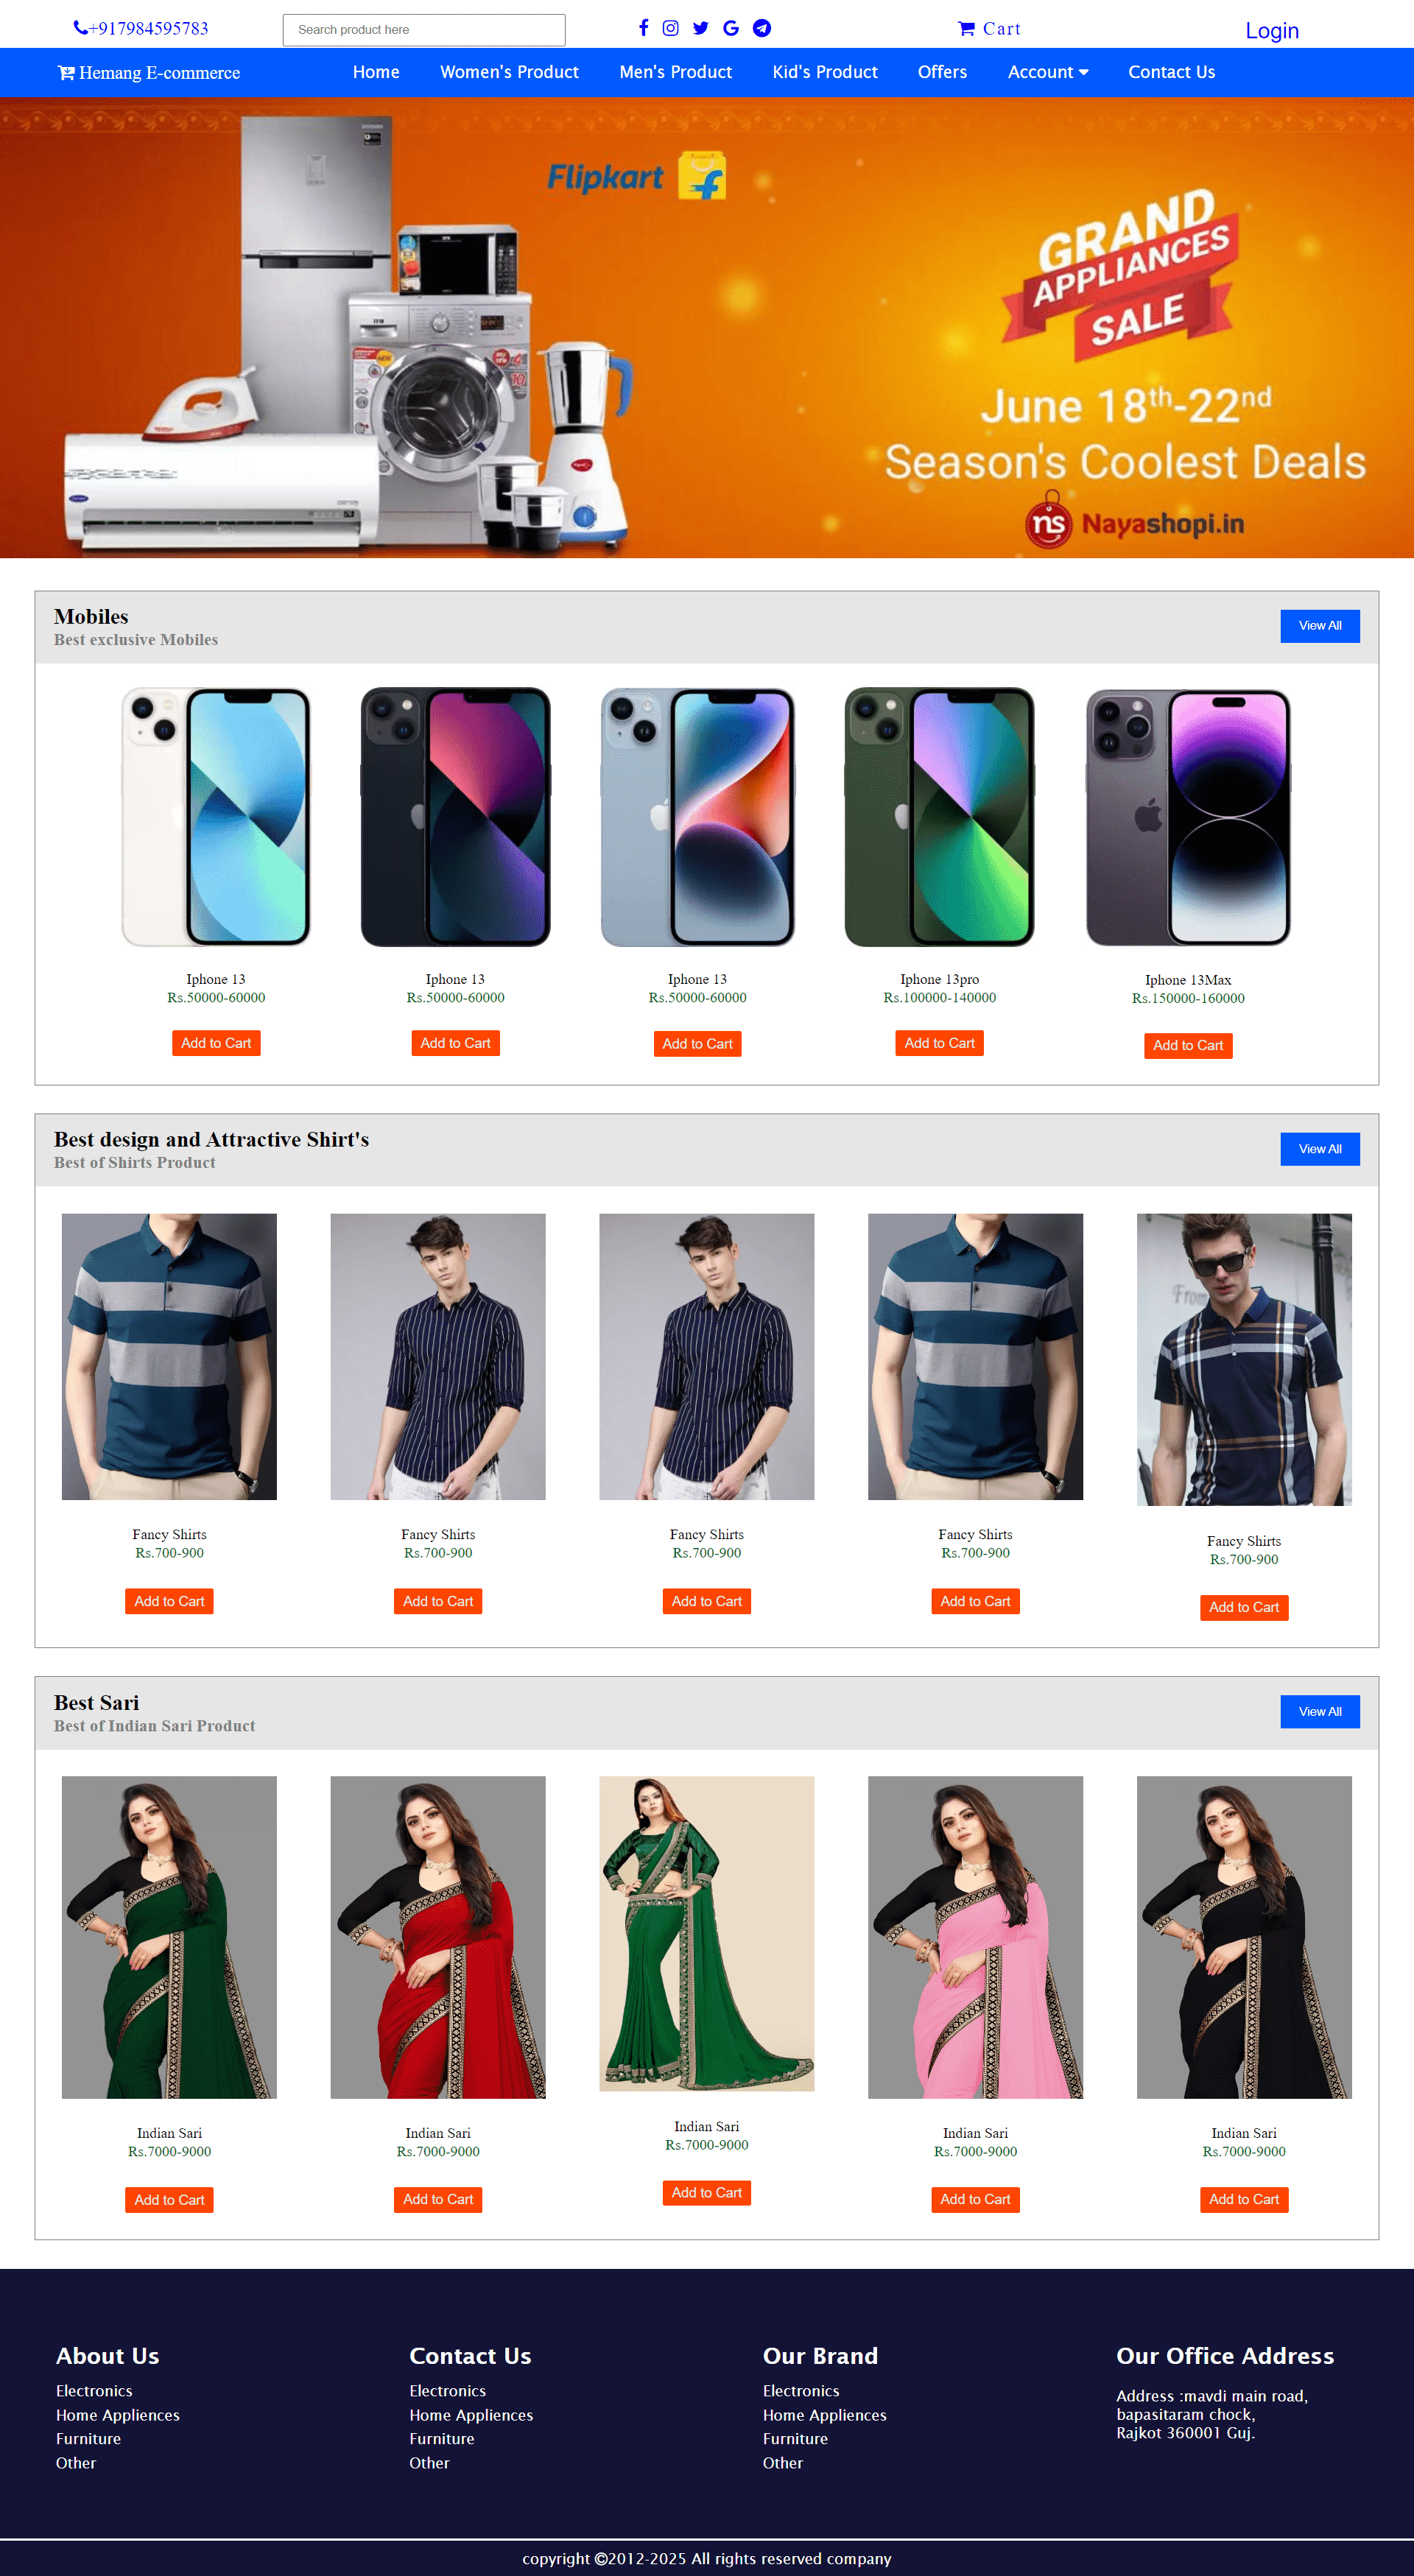 +917984595783
Search product here
Cart
Login
Hemang E-commerce
Home
Women's Product
Men's Product
Kid's Product
Offers
Account
Contact Us
Flipkart
GRAND
APPLIANCES
SALE
June 18th-22nd
Season's Coolest Deals
ns Nayashopi.in
Mobiles
Best exclusive Mobiles
View All
Iphone 13
Rs.50000-60000
Add to Cart
Iphone 13
Rs.50000-60000
Add to Cart
Iphone 13
Rs.50000-60000
Add to Cart
Iphone 13pro
Rs.100000-140000
Add to Cart
Iphone 13Max
Rs.150000-160000
Add to Cart
Best design and Attractive Shirt's
Best of Shirts Product
View All
From
Fancy Shirts
Rs.700-900
Add to Cart
Fancy Shirts
Rs.700-900
Add to Cart
Fancy Shirts
Rs.700-900
Add to Cart
Fancy Shirts
Rs.700-900
Add to Cart
Fancy Shirts
Rs.700-900
Add to Cart
Best Sari
Best of Indian Sari Product
View All
Indian Sari
Rs.7000-9000
Add to Cart
Indian Sari
Rs.7000-9000
Add to Cart
Indian Sari
Rs.7000-9000
Add to Cart
Indian Sari
Rs.7000-9000
Add to Cart
Indian Sari
Rs.7000-9000
Add to Cart
About Us
Electronics
Home Appliences
Furniture
Other
Contact Us
Electronics
Home Appliences
Furniture
Other
Our Brand
Electronics
Home Appliences
Furniture
Other
Our Office Address
Address :mavdi main road,
bapasitaram chock,
Rajkot 360001 Guj.
copyright ©2012-2025 All rights reserved company